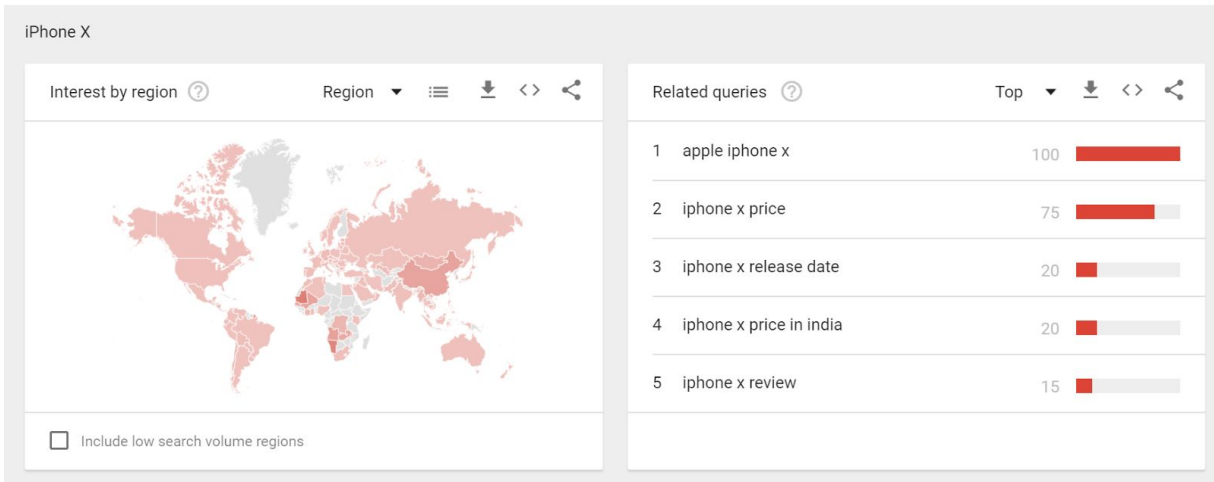 iPhone X
Interest by region ?
Region
Include low search volume regions
Related queries ?
Top
1 apple iphone x 100
2 iphone x price 75
3 iphone x release date 20
4 iphone x price in india 20
5 iphone x review 15